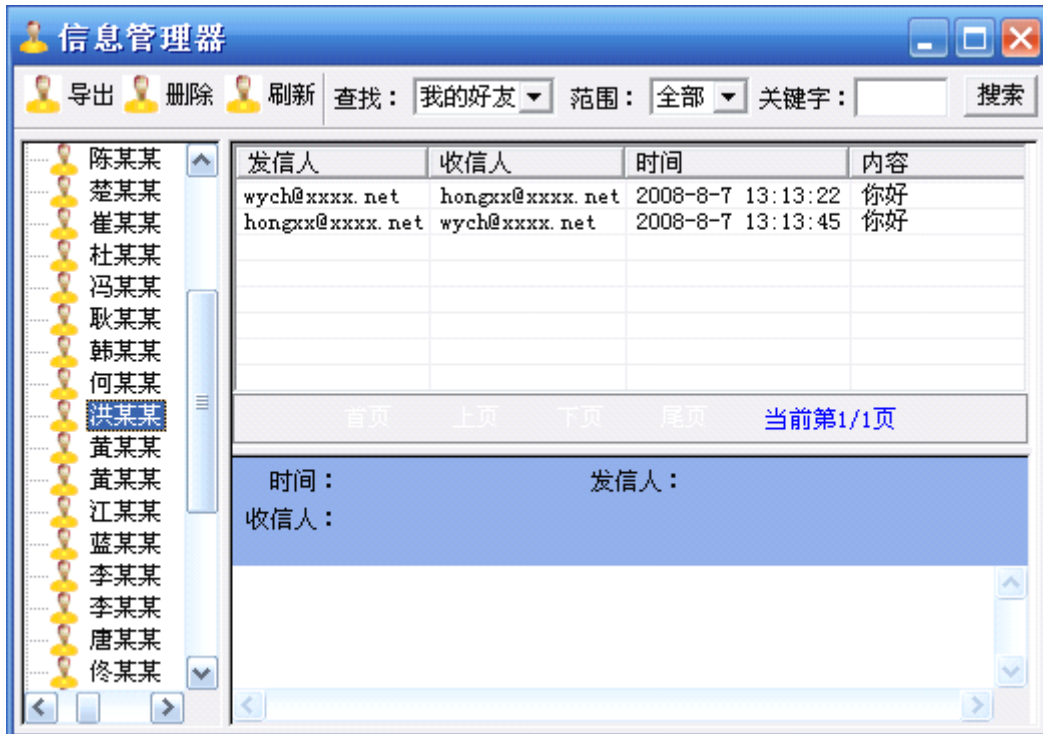 信息管理器
导出 删除 刷新 查找： 我的好友 范围： 全部 关键字： 搜索
陈某某
楚某某
崔某某
杜某某
冯某某
耿某某
韩某某
何某某
洪某某
黄某某
黄某某
江某某
蓝某某
李某某
李某某
唐某某
佟某某
发信人 收信人 时间 内容
wych@xxxx.net hongxx@xxxx.net 2008-8-7 13:13:22 你好
hongxx@xxxx.net wych@xxxx.net 2008-8-7 13:13:45 你好
首页 上页 下页 尾页 当前第1/1页
时间： 发信人：
收信人：